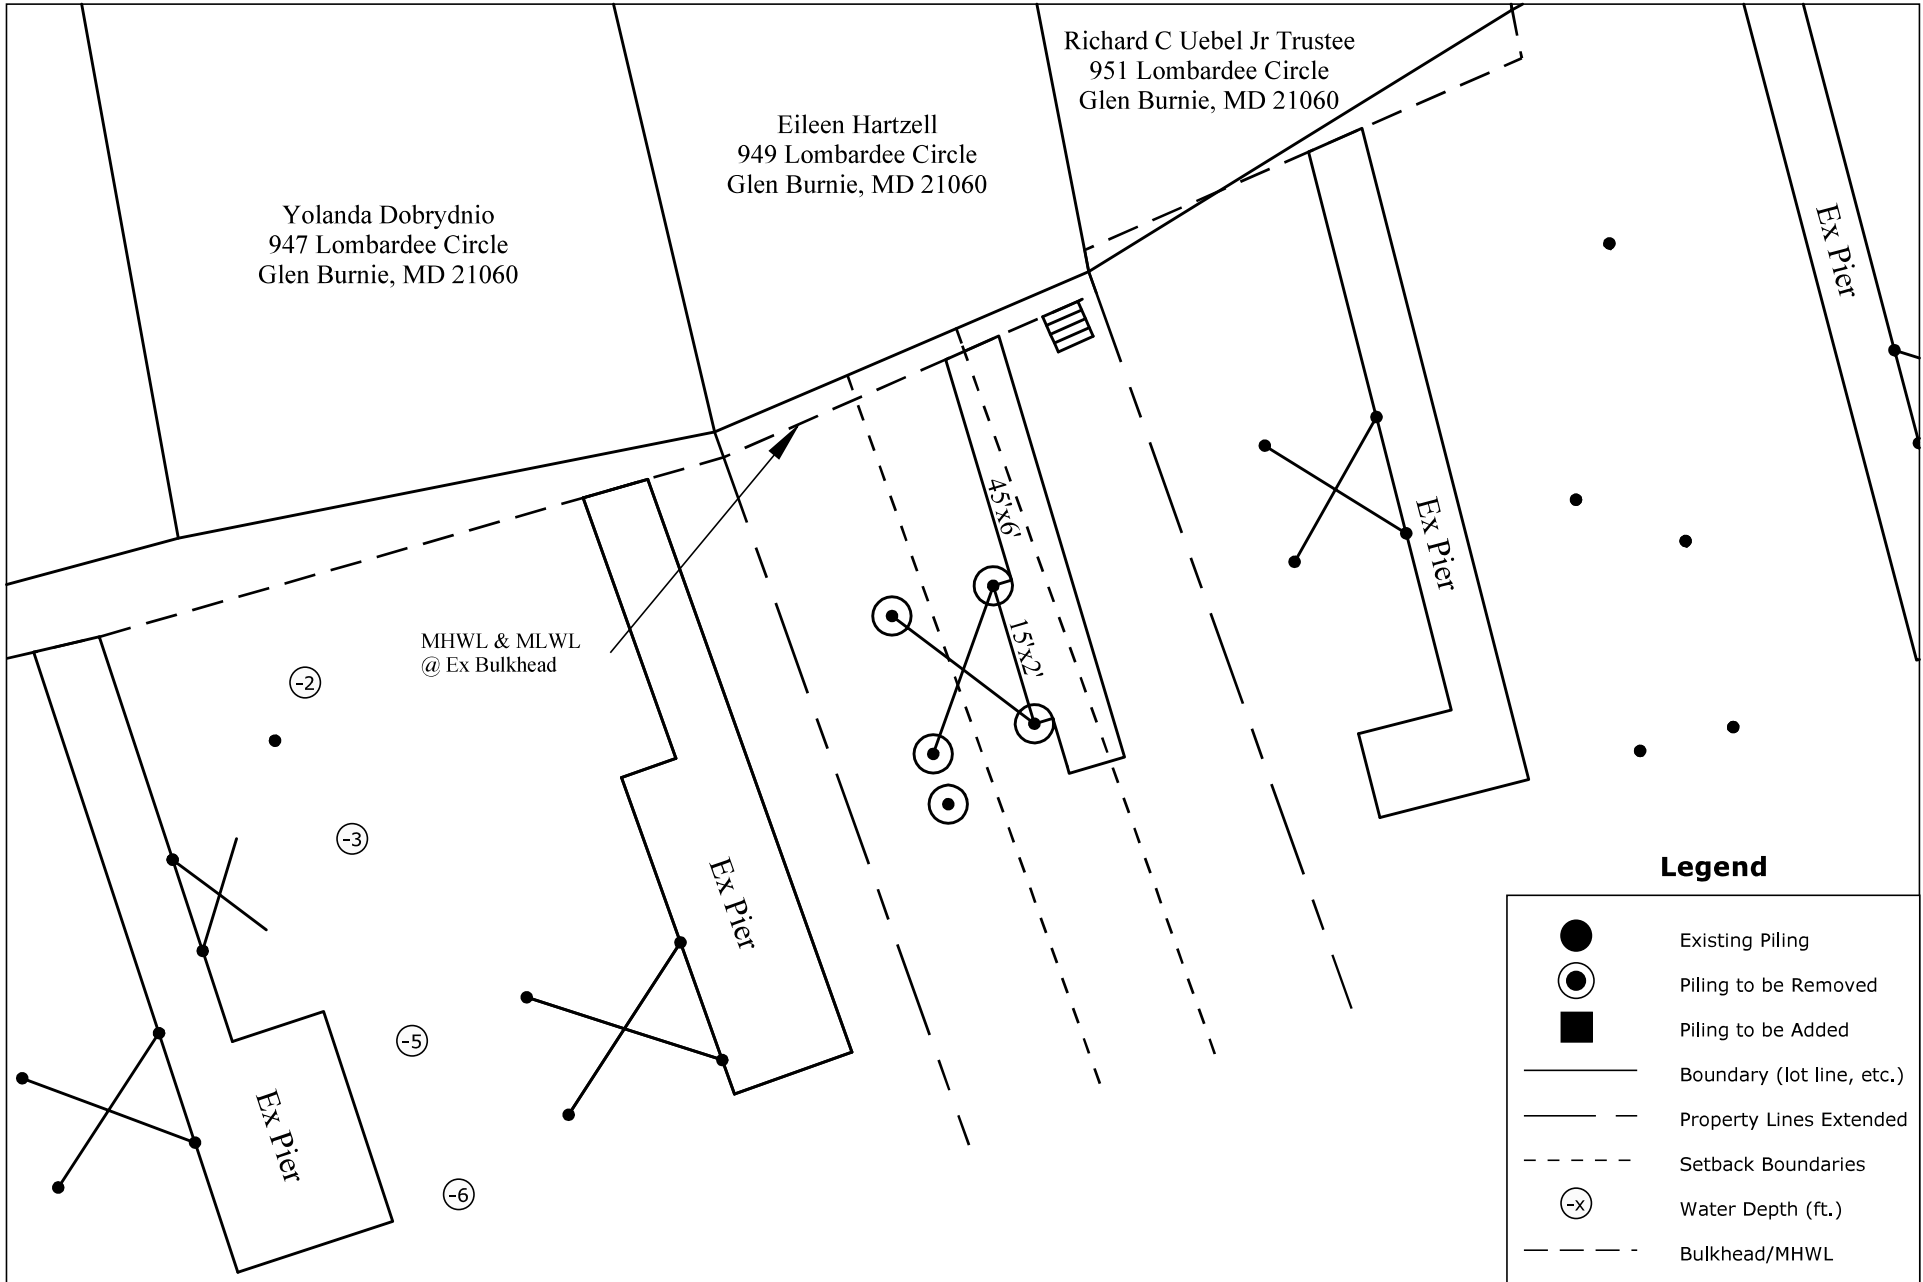 Richard C Uebel Jr Trustee
951 Lombardee Circle
Glen Burnie, MD 21060
Eileen Hartzell
949 Lombardee Circle
Glen Burnie, MD 21060
Yolanda Dobrydnio
947 Lombardee Circle
Glen Burnie, MD 21060
Ex Pier
45'x6'
Ex Pier
15'x2'
MHWL & MLWL
@ Ex Bulkhead
-2
-3
Ex Pier
-5
Ex Pier
-6
Legend
Existing Piling
Piling to be Removed
Piling to be Added
Boundary (lot line, etc.)
Property Lines Extended
Setback Boundaries
-x
Water Depth (ft.)
Bulkhead/MHWL